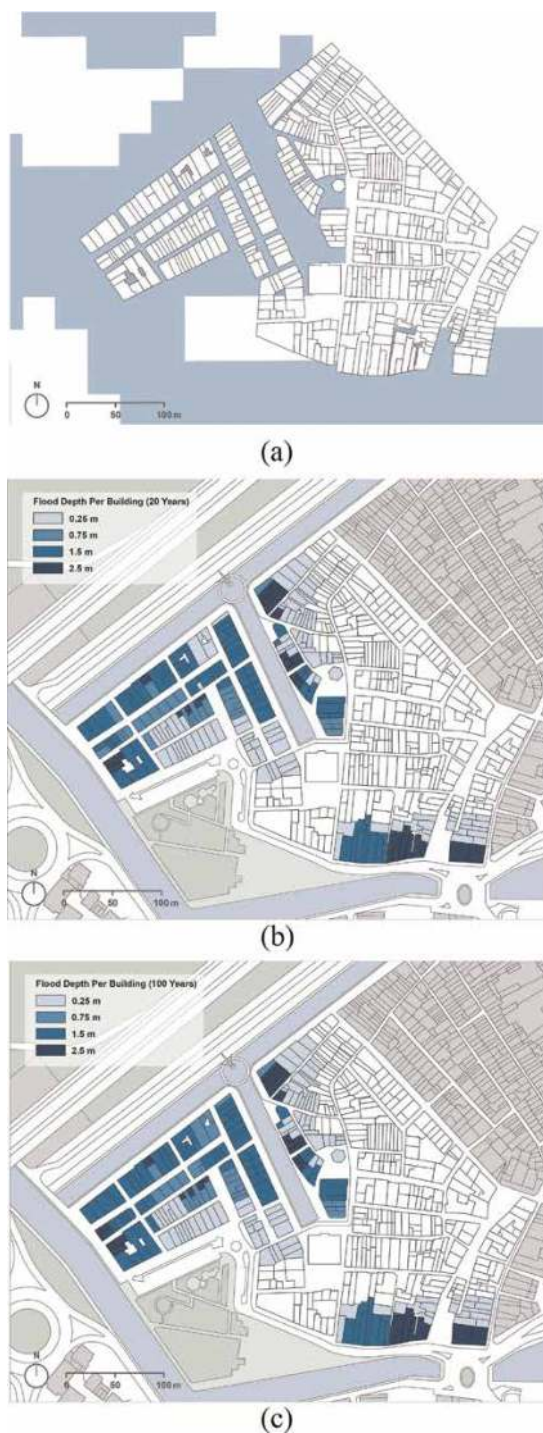 N
0 50 100 m
(a)
Flood Depth Per Building (20 Years)
0.25 m
0.75 m
1.5 m
2.5 m
N
0 50 100 m
(b)
Flood Depth Per Building (100 Years)
0.25 m
0.75 m
1.5 m
2.5 m
N
0 50 100 m
(c)